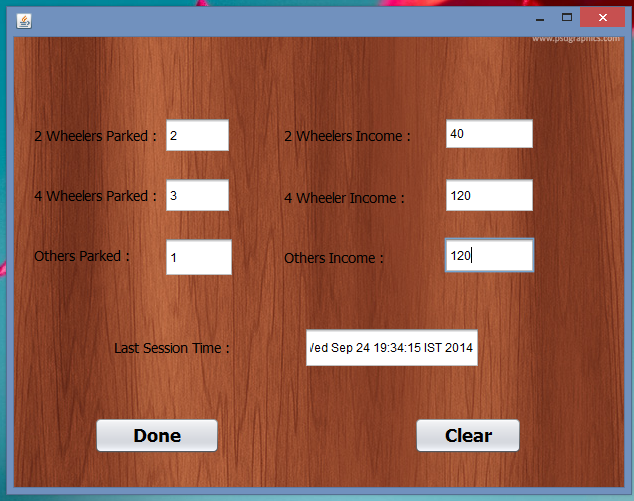 www.psdgraphics.com
2 Wheelers Parked : 2 2 Wheelers Income : 40
4 Wheelers Parked : 3 4 Wheeler Income : 120
Others Parked : 1 Others Income : 120
Last Session Time : Wed Sep 24 19:34:15 IST 2014
Done Clear